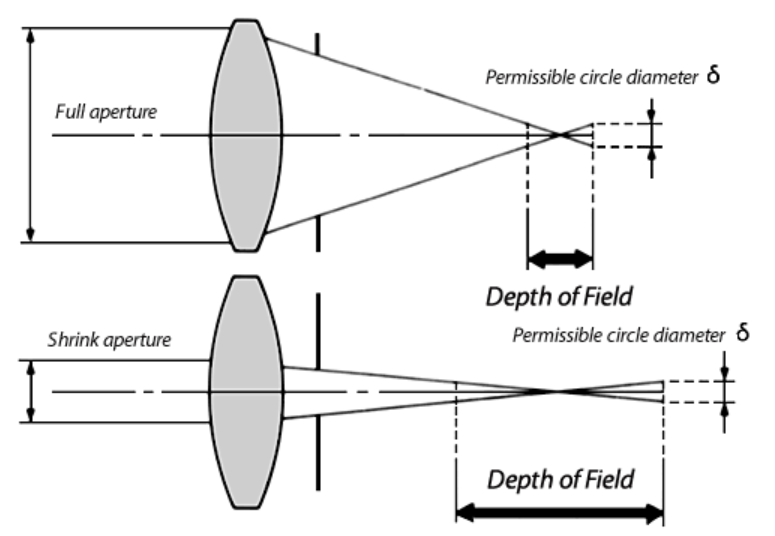 Permissible circle diameter δ
Full aperture
Depth of Field
Shrink aperture
Permissible circle diameter δ
Depth of Field